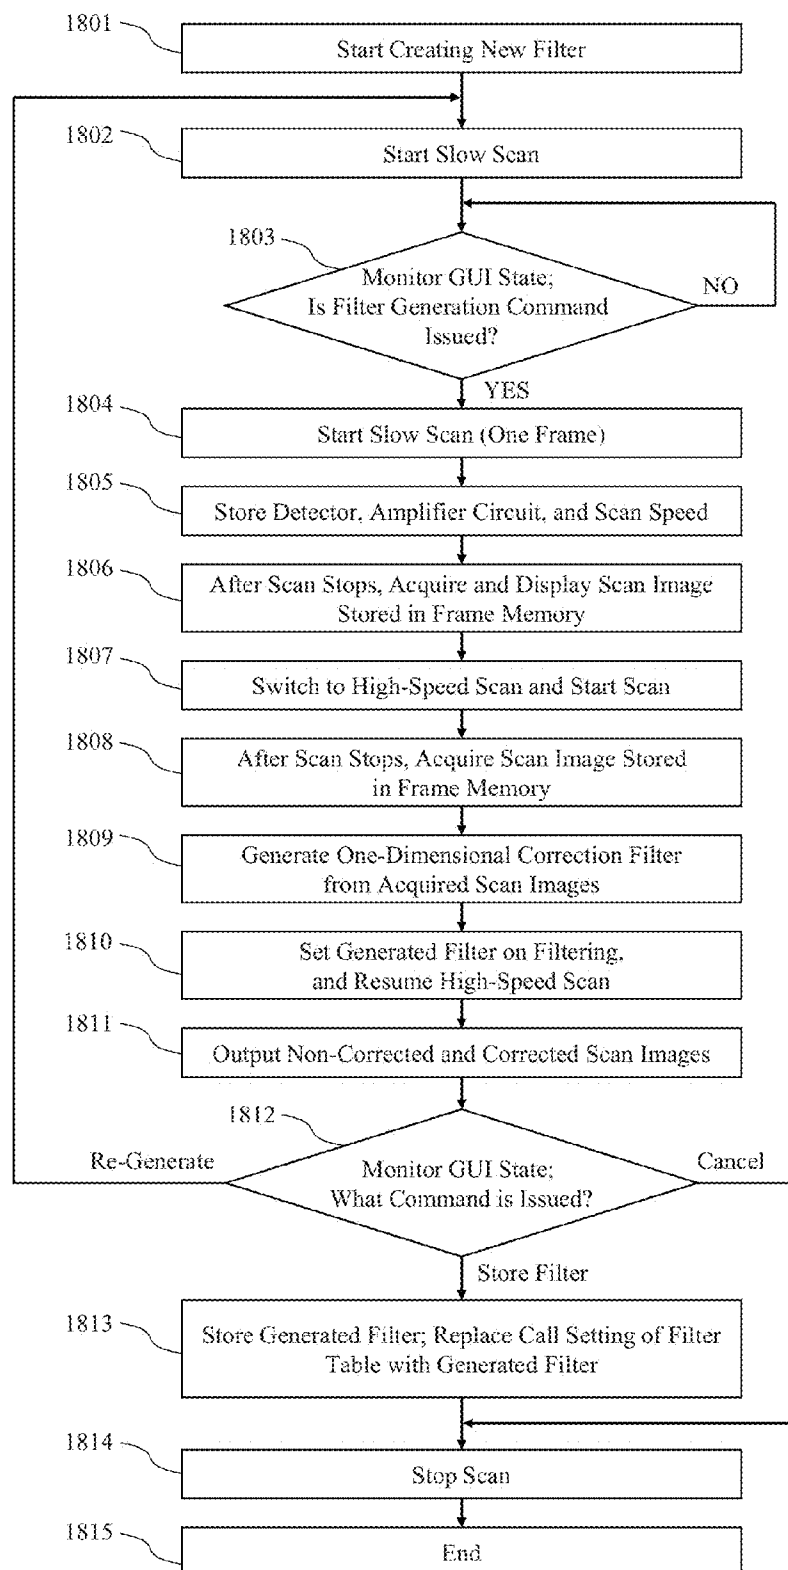 1801
Start Creating New Filter
1802
Start Slow Scan
1803
Monitor GUI State;
Is Filter Generation Command
Issued?
NO
YES
1804
Start Slow Scan (One Frame)
1805
Store Detector, Amplifier Circuit, and Scan Speed
1806
After Scan Stops, Acquire and Display Scan Image
Stored in Frame Memory
1807
Switch to High-Speed Scan and Start Scan
1808
After Scan Stops, Acquire Scan Image Stored
in Frame Memory
1809
Generate One-Dimensional Correction Filter
from Acquired Scan Images
1810
Set Generated Filter on Filtering,
and Resume High-Speed Scan
1811
Output Non-Corrected and Corrected Scan Images
1812
Re-Generate
Monitor GUI State;
What Command is Issued?
Cancel
Store Filter
1813
Store Generated Filter; Replace Call Setting of Filter
Table with Generated Filter
1814
Stop Scan
1815
End